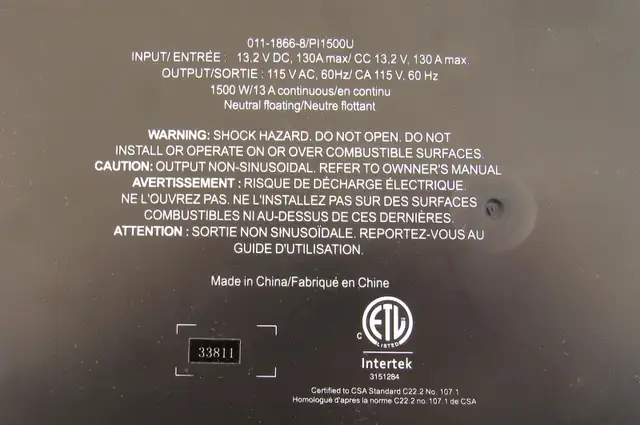 011-1866-8/PI1500U
INPUT/ ENTRÉE : 13.2 V DC, 130A max/ CC 13,2 V, 130 A max.
OUTPUT/SORTIE : 115 V AC, 60Hz/ CA 115 V. 60 Hz
1500 W/13 A continuous/en continu
Neutral floating/Neutre flottant
WARNING: SHOCK HAZARD. DO NOT OPEN. DO NOT
INSTALL OR OPERATE ON OR OVER COMBUSTIBLE SURFACES.
CAUTION: OUTPUT NON-SINUSOIDAL. REFER TO OWNNER'S MANUAL
AVERTISSEMENT : RISQUE DE DÉCHARGE ÉLECTRIQUE.
NE L'OUVREZ PAS. NE L'INSTALLEZ PAS SUR DES SURFACES
COMBUSTIBLES NI AU-DESSUS DE CES DERNIÈRES.
ATTENTION : SORTIE NON SINUSOÏDALE. REPORTEZ-VOUS AU
GUIDE D'UTILISATION.
Made in China/Fabriqué en Chine
33811
C ETL LISTED
Intertek
3151284
Certified to CSA Standard C22.2 No. 107.1
Homologué d'apres la norme C22.2 no. 107.1 de CSA